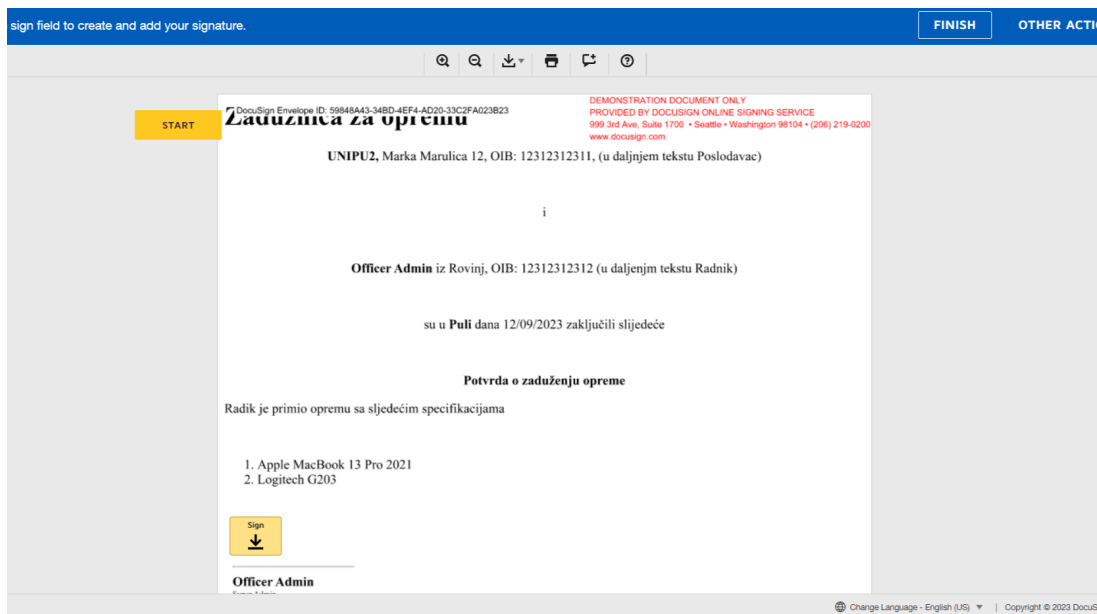 sign field to create and add your signature.
FINISH
OTHER ACTI
START
DocuSign Envelope ID: 59848A43-34BD-4EF4-AD20-33C2FA023B23
Zadužnica za opremu
DEMONSTRATION DOCUMENT ONLY
PROVIDED BY DOCUSIGN ONLINE SIGNING SERVICE
999 3rd Ave, Suite 1700 • Seattle • Washington 98104 • (206) 219-0200
www.docusign.com
UNIPU2, Marka Marulica 12, OIB: 12312312311, (u daljnjem tekstu Poslodavac)
i
Officer Admin iz Rovinj, OIB: 12312312312 (u daljenjm tekstu Radnik)
su u Puli dana 12/09/2023 zaključili slijedeće
Potvrda o zaduženju opreme
Radik je primio opremu sa sljedećim specifikacijama
1. Apple MacBook 13 Pro 2021
2. Logitech G203
Sign
Officer Admin
Change Language - English (US)
| Copyright © 2023 DocuS